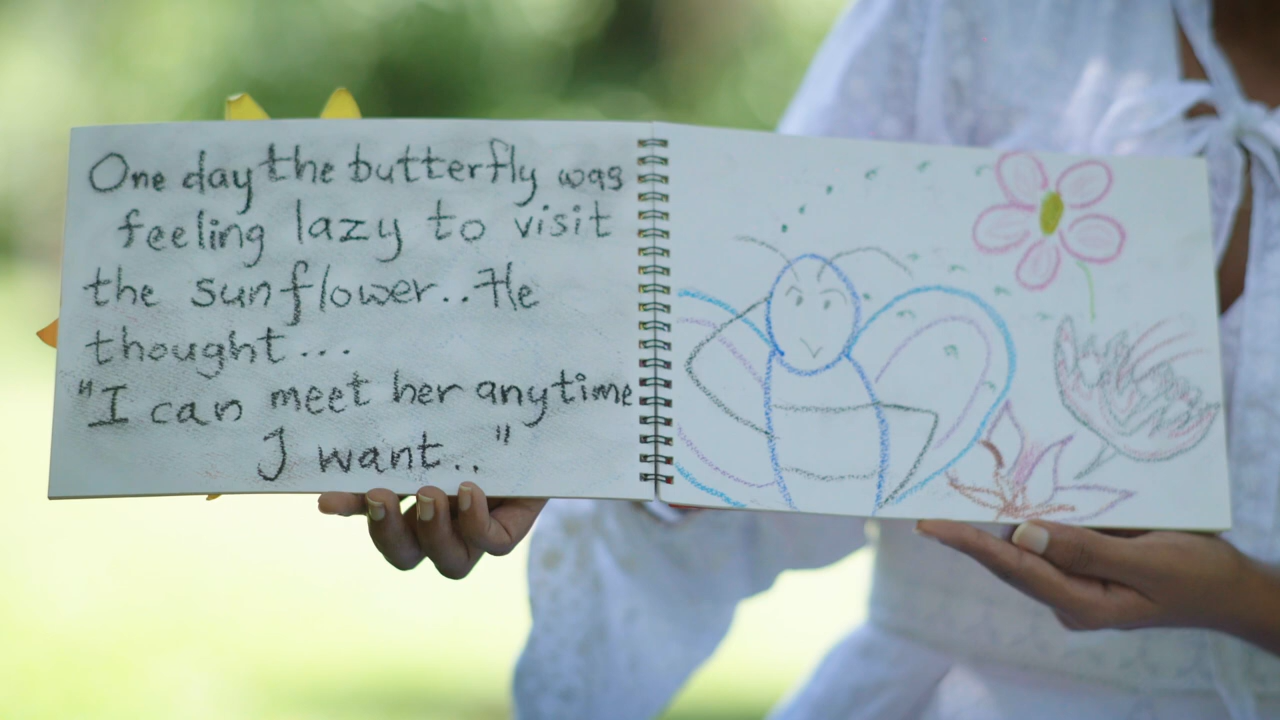 One day the butterfly was
feeling lazy to visit
the sunflower.. He
thought...
"I can meet her anytime
I want.."